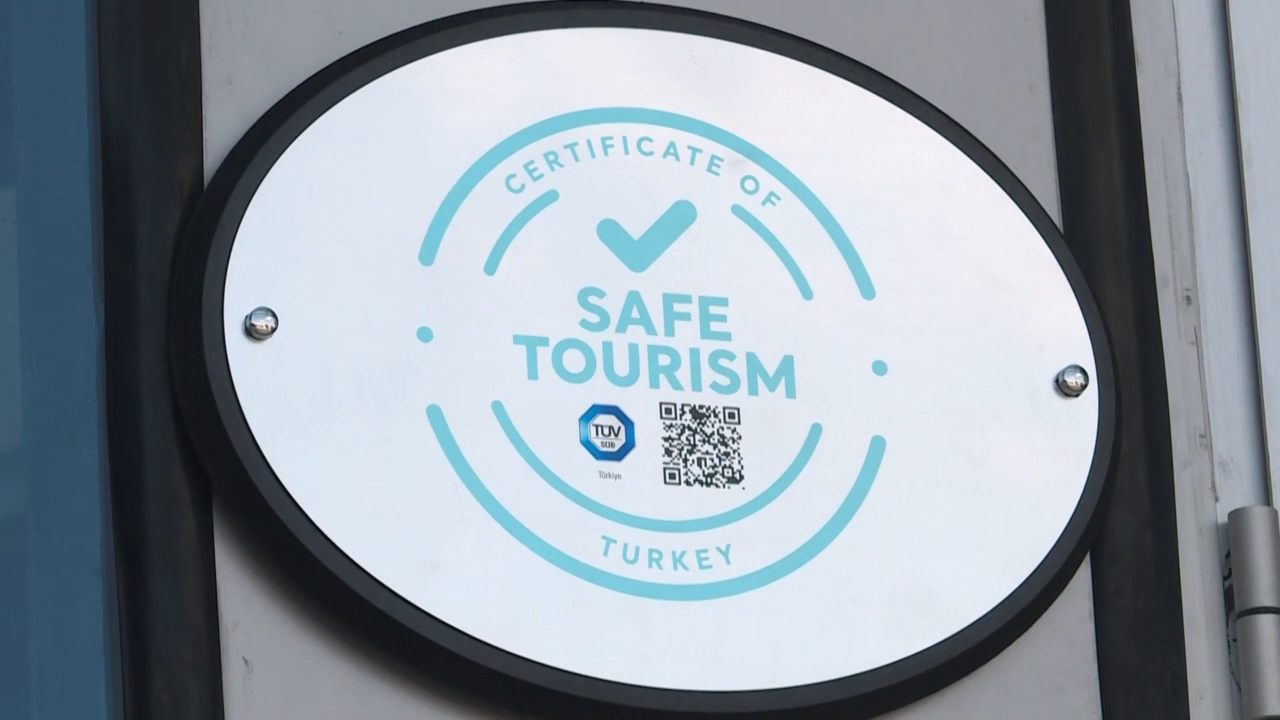 CERTIFICATE OF
SAFE
TOURISM
TÜV
SÜD
Türkiye
TURKEY